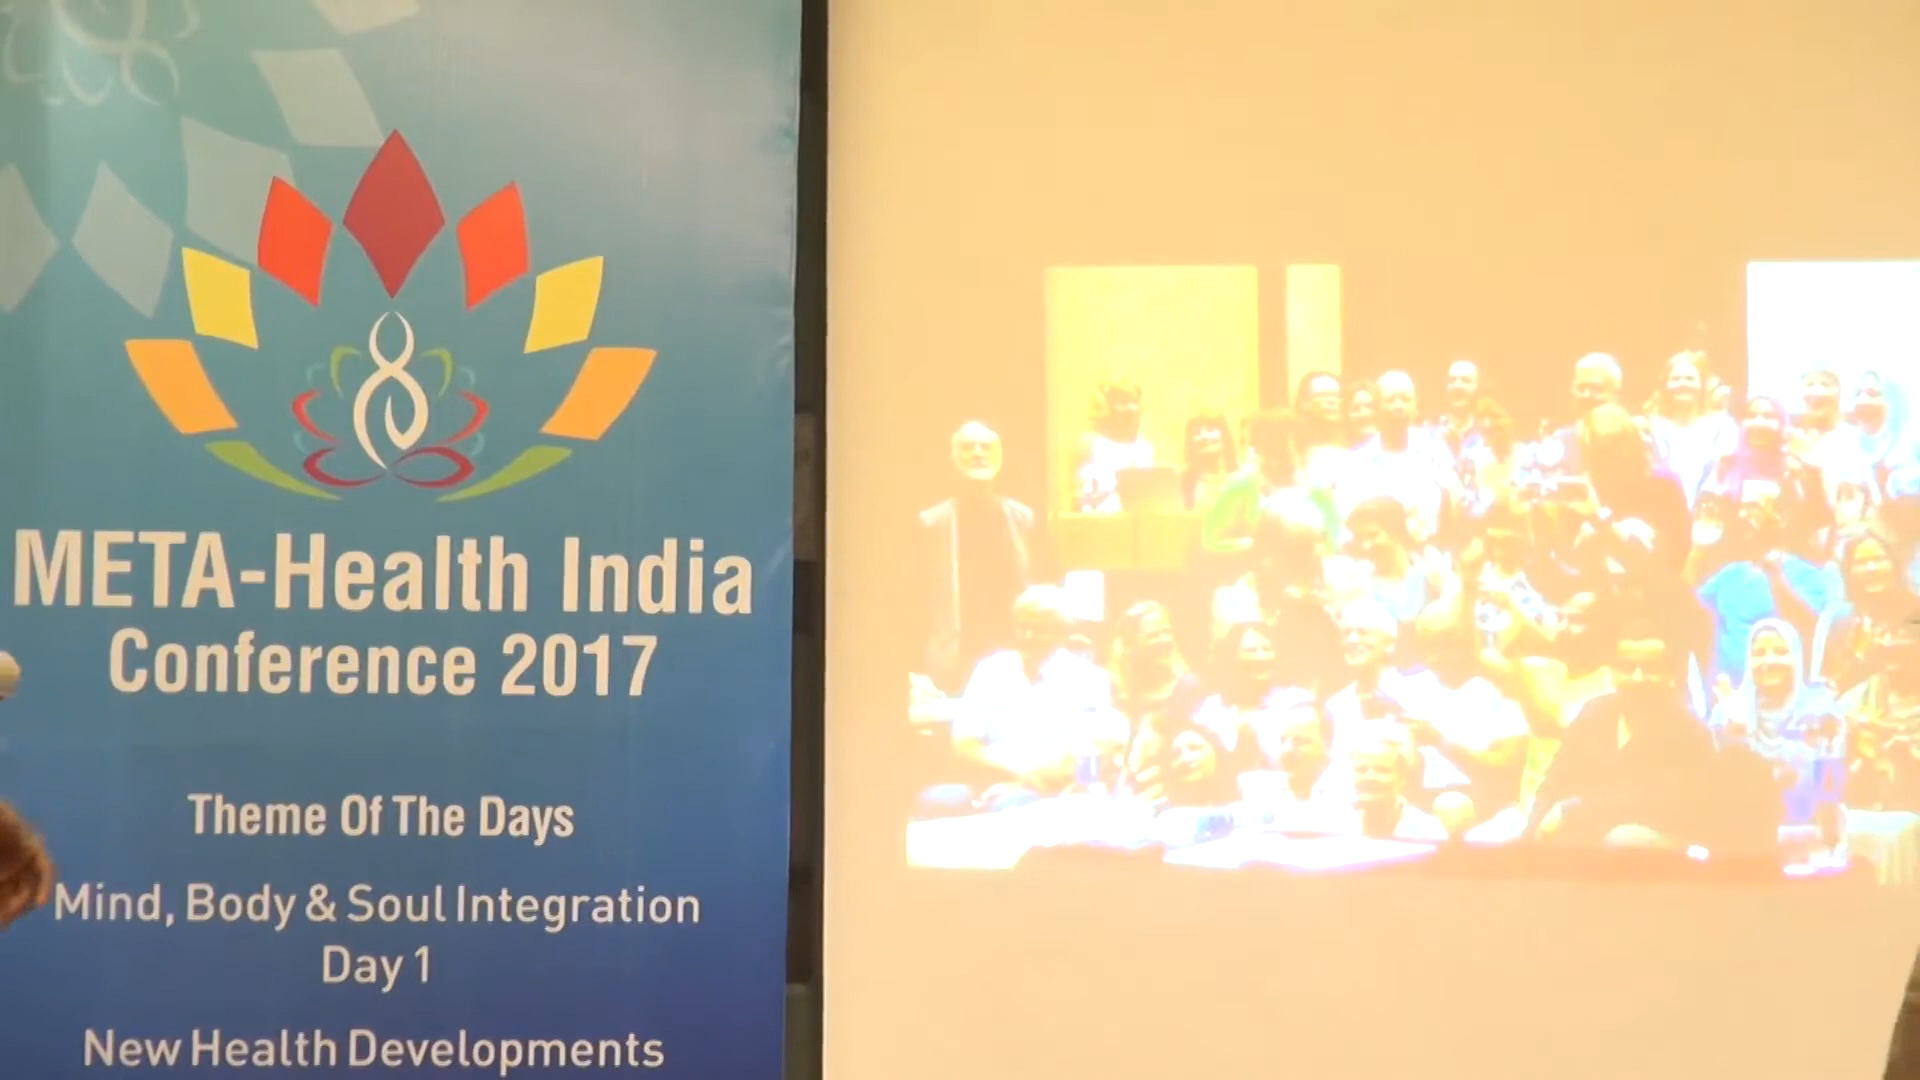 META-Health India
Conference 2017
Theme Of The Days
Mind, Body & Soul Integration
Day 1
New Health Developments